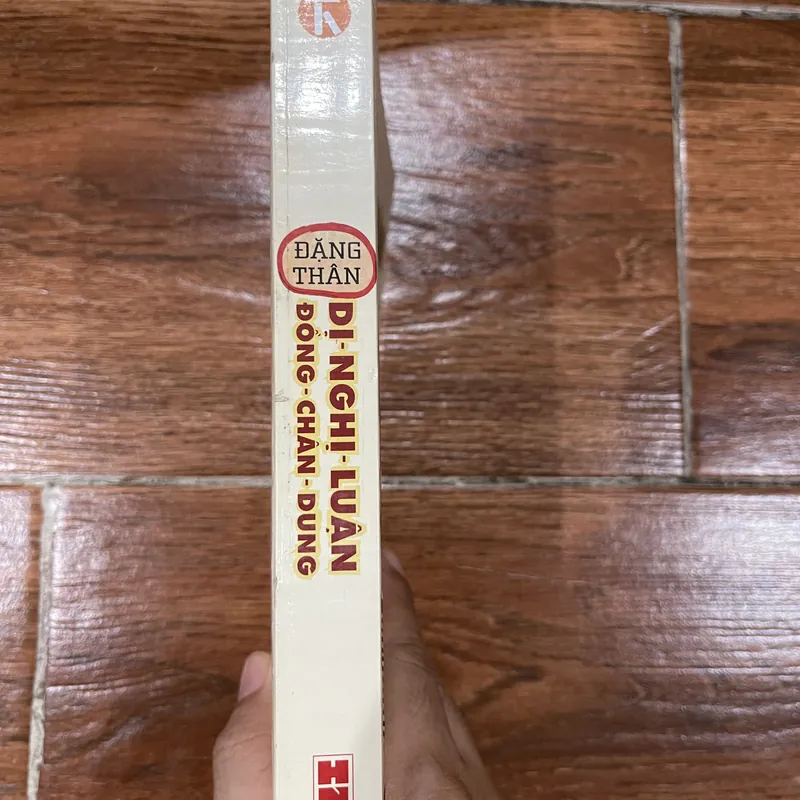 ĐẶNG
THÂN
DỊ-NGHỊ-LUẬN
ĐỒNG-CHÂN-DUNG